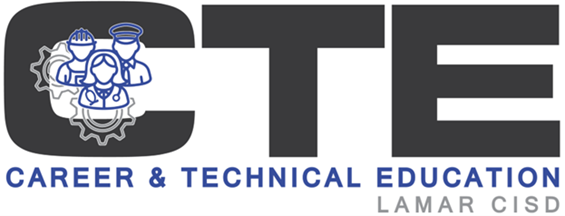 CTE
CAREER & TECHNICAL EDUCATION
LAMAR CISD